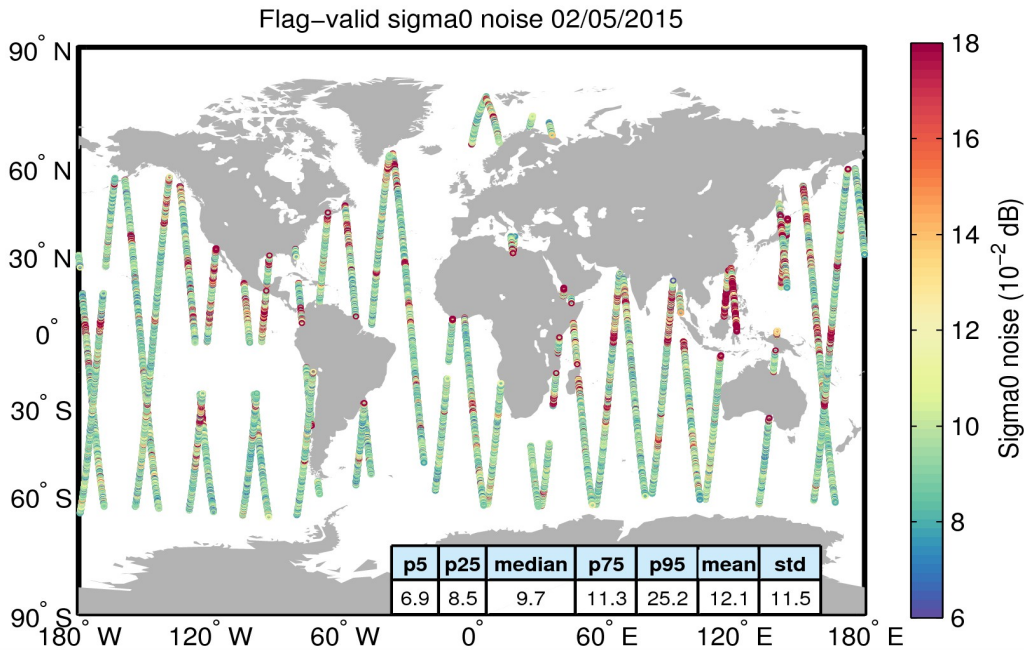 Flag−valid sigma0 noise 02/05/2015
90° N
60° N
30° N
0°
30° S
60° S
90° S
180° W 120° W 60° W 0° 60° E 120° E 180° E
p5 p25 median p75 p95 mean std
6.9 8.5 9.7 11.3 25.2 12.1 11.5
18
16
14
12
10
8
6
Sigma0 noise (10⁻² dB)